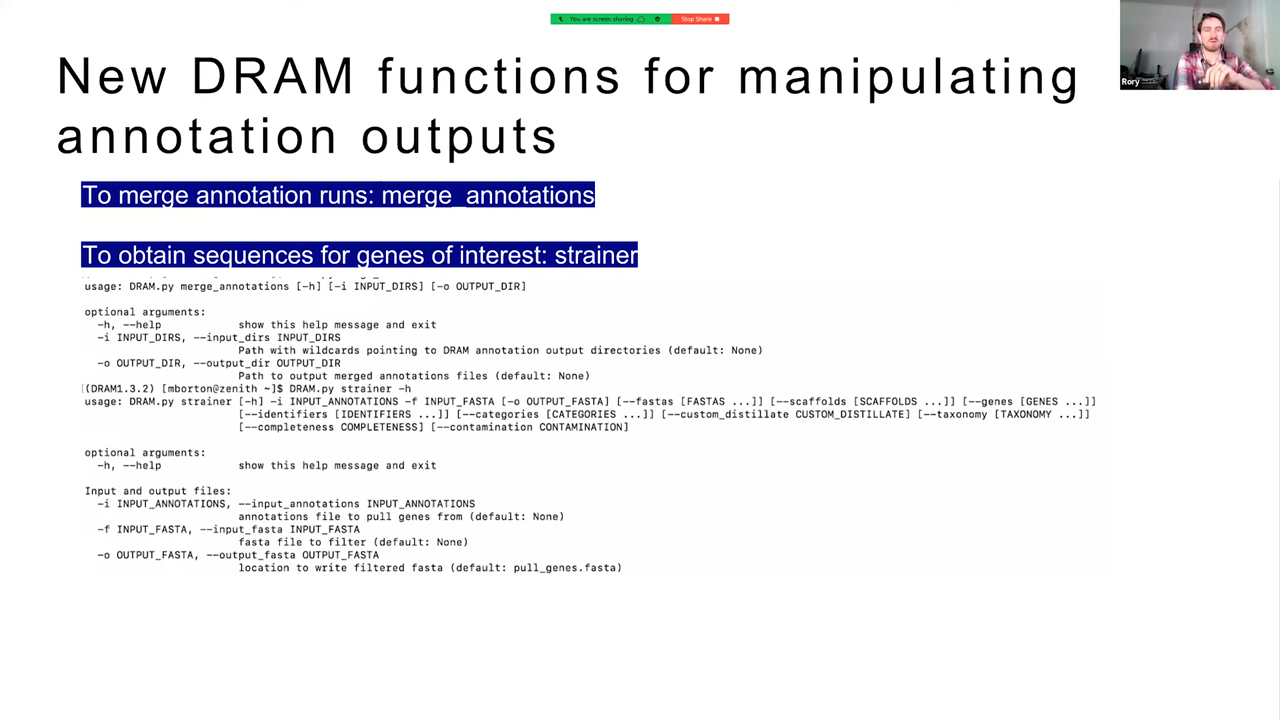 You are screen sharing
Stop Share
Rory
New DRAM functions for manipulating
annotation outputs
To merge annotation runs: merge_annotations
To obtain sequences for genes of interest: strainer
usage: DRAM.py merge_annotations [-h] [-i INPUT_DIRS] [-o OUTPUT_DIR]
optional arguments:
-h, --help show this help message and exit
-i INPUT_DIRS, --input_dirs INPUT_DIRS
Path with wildcards pointing to DRAM annotation output directories (default: None)
-o OUTPUT_DIR, --output_dir OUTPUT_DIR
Path to output merged annotations files (default: None)
[(DRAM1.3.2) [mborton@zenith ~]$ DRAM.py strainer -h
usage: DRAM.py strainer [-h] -i INPUT_ANNOTATIONS -f INPUT_FASTA [-o OUTPUT_FASTA] [--fastas [FASTAS ...]] [--scaffolds [SCAFFOLDS ...]] [--genes [GENES ...]]
[--identifiers [IDENTIFIERS ...]] [--categories [CATEGORIES ...]] [--custom_distillate CUSTOM_DISTILLATE] [--taxonomy [TAXONOMY ...]]
[--completeness COMPLETENESS] [--contamination CONTAMINATION]
optional arguments:
-h, --help show this help message and exit
Input and output files:
-i INPUT_ANNOTATIONS, --input_annotations INPUT_ANNOTATIONS
annotations file to pull genes from (default: None)
-f INPUT_FASTA, --input_fasta INPUT_FASTA
fasta file to filter (default: None)
-o OUTPUT_FASTA, --output_fasta OUTPUT_FASTA
location to write filtered fasta (default: pull_genes.fasta)